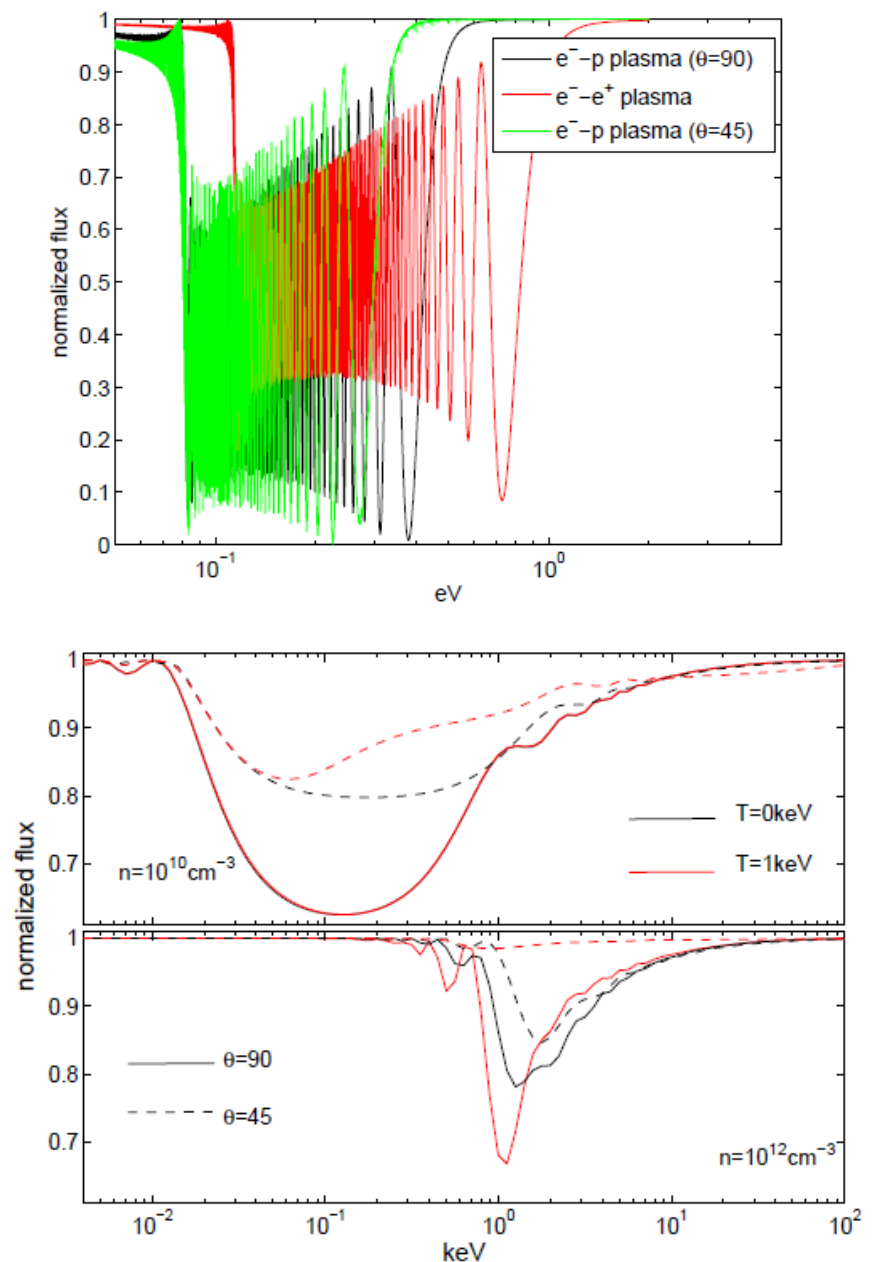 1
0.9
0.8
0.7
0.6
0.5
0.4
0.3
0.2
0.1
0
normalized flux
e⁻−p plasma (θ=90)
e⁻−e⁺ plasma
e⁻−p plasma (θ=45)
10⁻¹
10⁰
eV
1
0.9
0.8
0.7
n=10¹⁰cm⁻³
T=0keV
T=1keV
normalized flux
1
0.9
0.8
0.7
θ=90
θ=45
n=10¹²cm⁻³
10⁻²
10⁻¹
10⁰
10¹
10²
keV